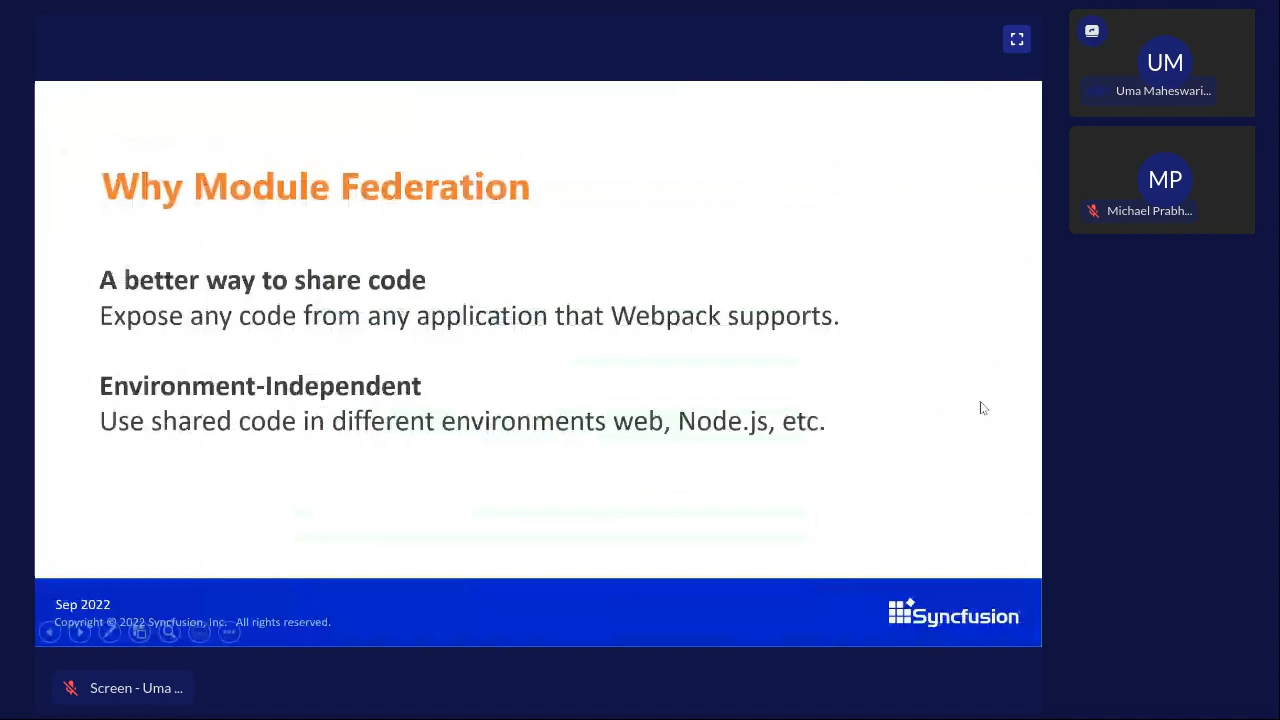 Why Module Federation
A better way to share code
Expose any code from any application that Webpack supports.
Environment-Independent
Use shared code in different environments web, Node.js, etc.
Sep 2022
Copyright © 2022 Syncfusion, Inc. All rights reserved.
Syncfusion
Screen - Uma ...
UM
Uma Maheswari...
MP
Michael Prabh...